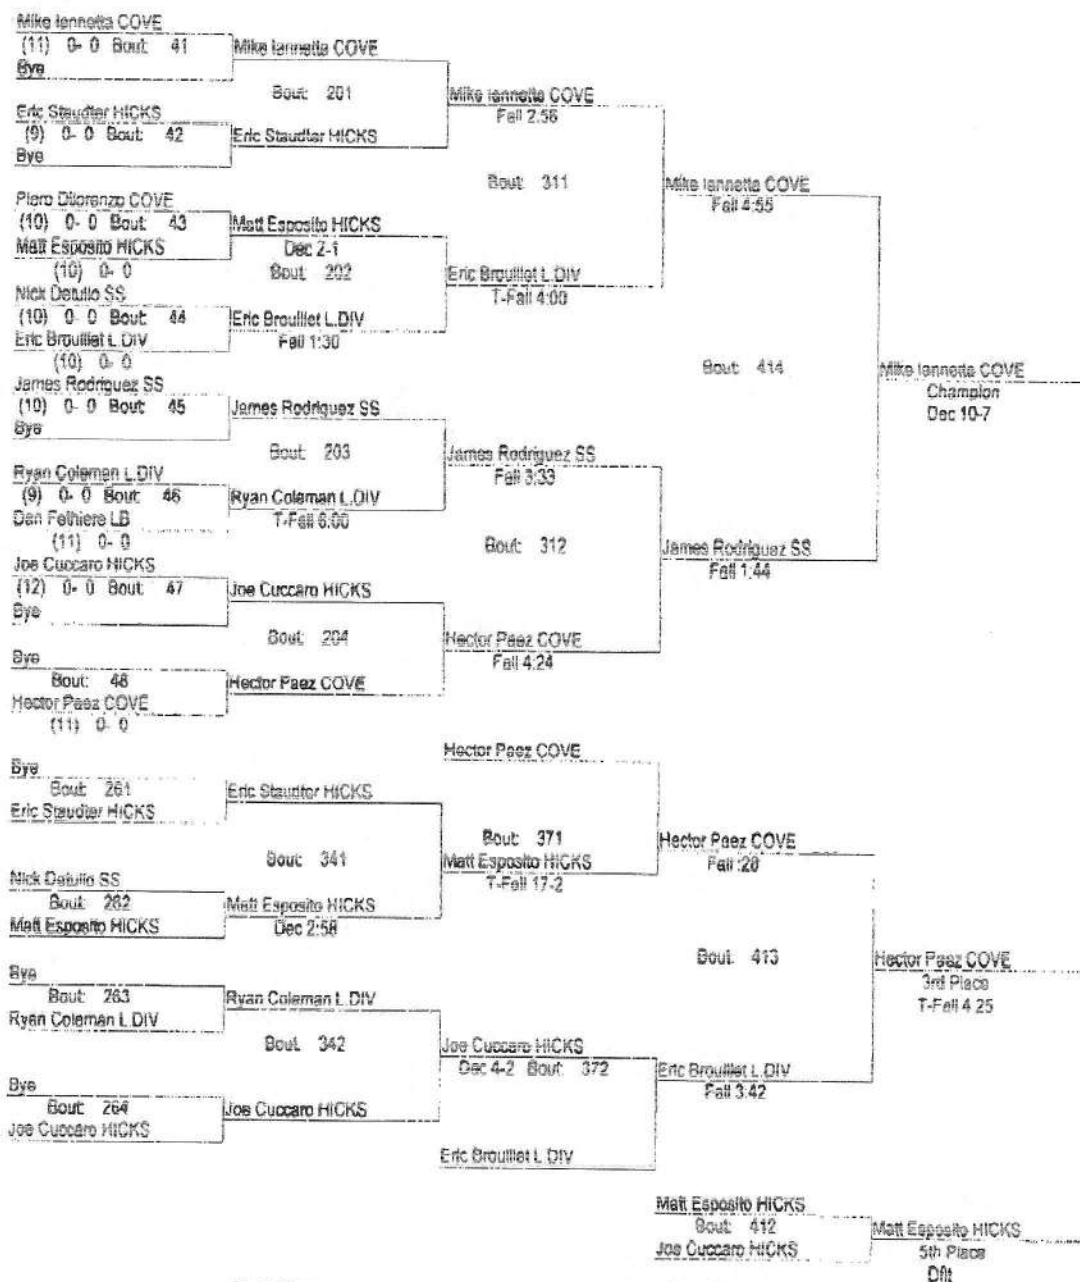 Mike Iannetta COVE
(11) 0- 0 Bout: 41
Bye
Mike Iannetta COVE
Bout: 201
Eric Staudter HICKS
(9) 0- 0 Bout: 42
Bye
Eric Staudter HICKS
Mike Iannetta COVE
Fall 2:56
Bout: 311
Piero Dilorenzo COVE
(10) 0- 0 Bout: 43
Matt Esposito HICKS
(10) 0- 0
Matt Esposito HICKS
Dec 2-1
Bout: 202
Nick Detullo SS
(10) 0- 0 Bout: 44
Eric Brouillet L.DIV
(10) 0- 0
Eric Brouillet L.DIV
Fall 1:30
Eric Brouillet L.DIV
T-Fall 4:00
Mike Iannetta COVE
Fall 4:55
Bout: 414
James Rodriguez SS
(10) 0- 0 Bout: 45
Bye
James Rodriguez SS
Bout: 203
Ryan Coleman L.DIV
(9) 0- 0 Bout: 46
Dan Fethiere LB
(11) 0- 0
Ryan Coleman L.DIV
T-Fall 6:00
James Rodriguez SS
Fall 3:33
Bout: 312
Joe Cuccaro HICKS
(12) 0- 0 Bout: 47
Bye
Joe Cuccaro HICKS
Bout: 204
Bye
Bout: 48
Hector Paez COVE
(11) 0- 0
Hector Paez COVE
Hector Paez COVE
Fall 4:24
James Rodriguez SS
Fall 1:44
Mike Iannetta COVE
Champion
Dec 10-7
Bye
Bout: 261
Eric Staudter HICKS
Eric Staudter HICKS
Bout: 341
Nick Detullo SS
Bout: 262
Matt Esposito HICKS
Matt Esposito HICKS
Dec 2:58
Hector Paez COVE
Bout: 371
Matt Esposito HICKS
T-Fall 17-2
Hector Paez COVE
Fall :28
Bout: 413
Bye
Bout: 263
Ryan Coleman L.DIV
Ryan Coleman L.DIV
Bout: 342
Bye
Bout: 264
Joe Cuccaro HICKS
Joe Cuccaro HICKS
Joe Cuccaro HICKS
Dec 4-2 Bout: 372
Eric Brouillet L.DIV
Eric Brouillet L.DIV
Fall 3:42
Hector Paez COVE
3rd Place
T-Fall 4:25
Matt Esposito HICKS
Bout: 412
Joe Cuccaro HICKS
Matt Esposito HICKS
5th Place
Dflt